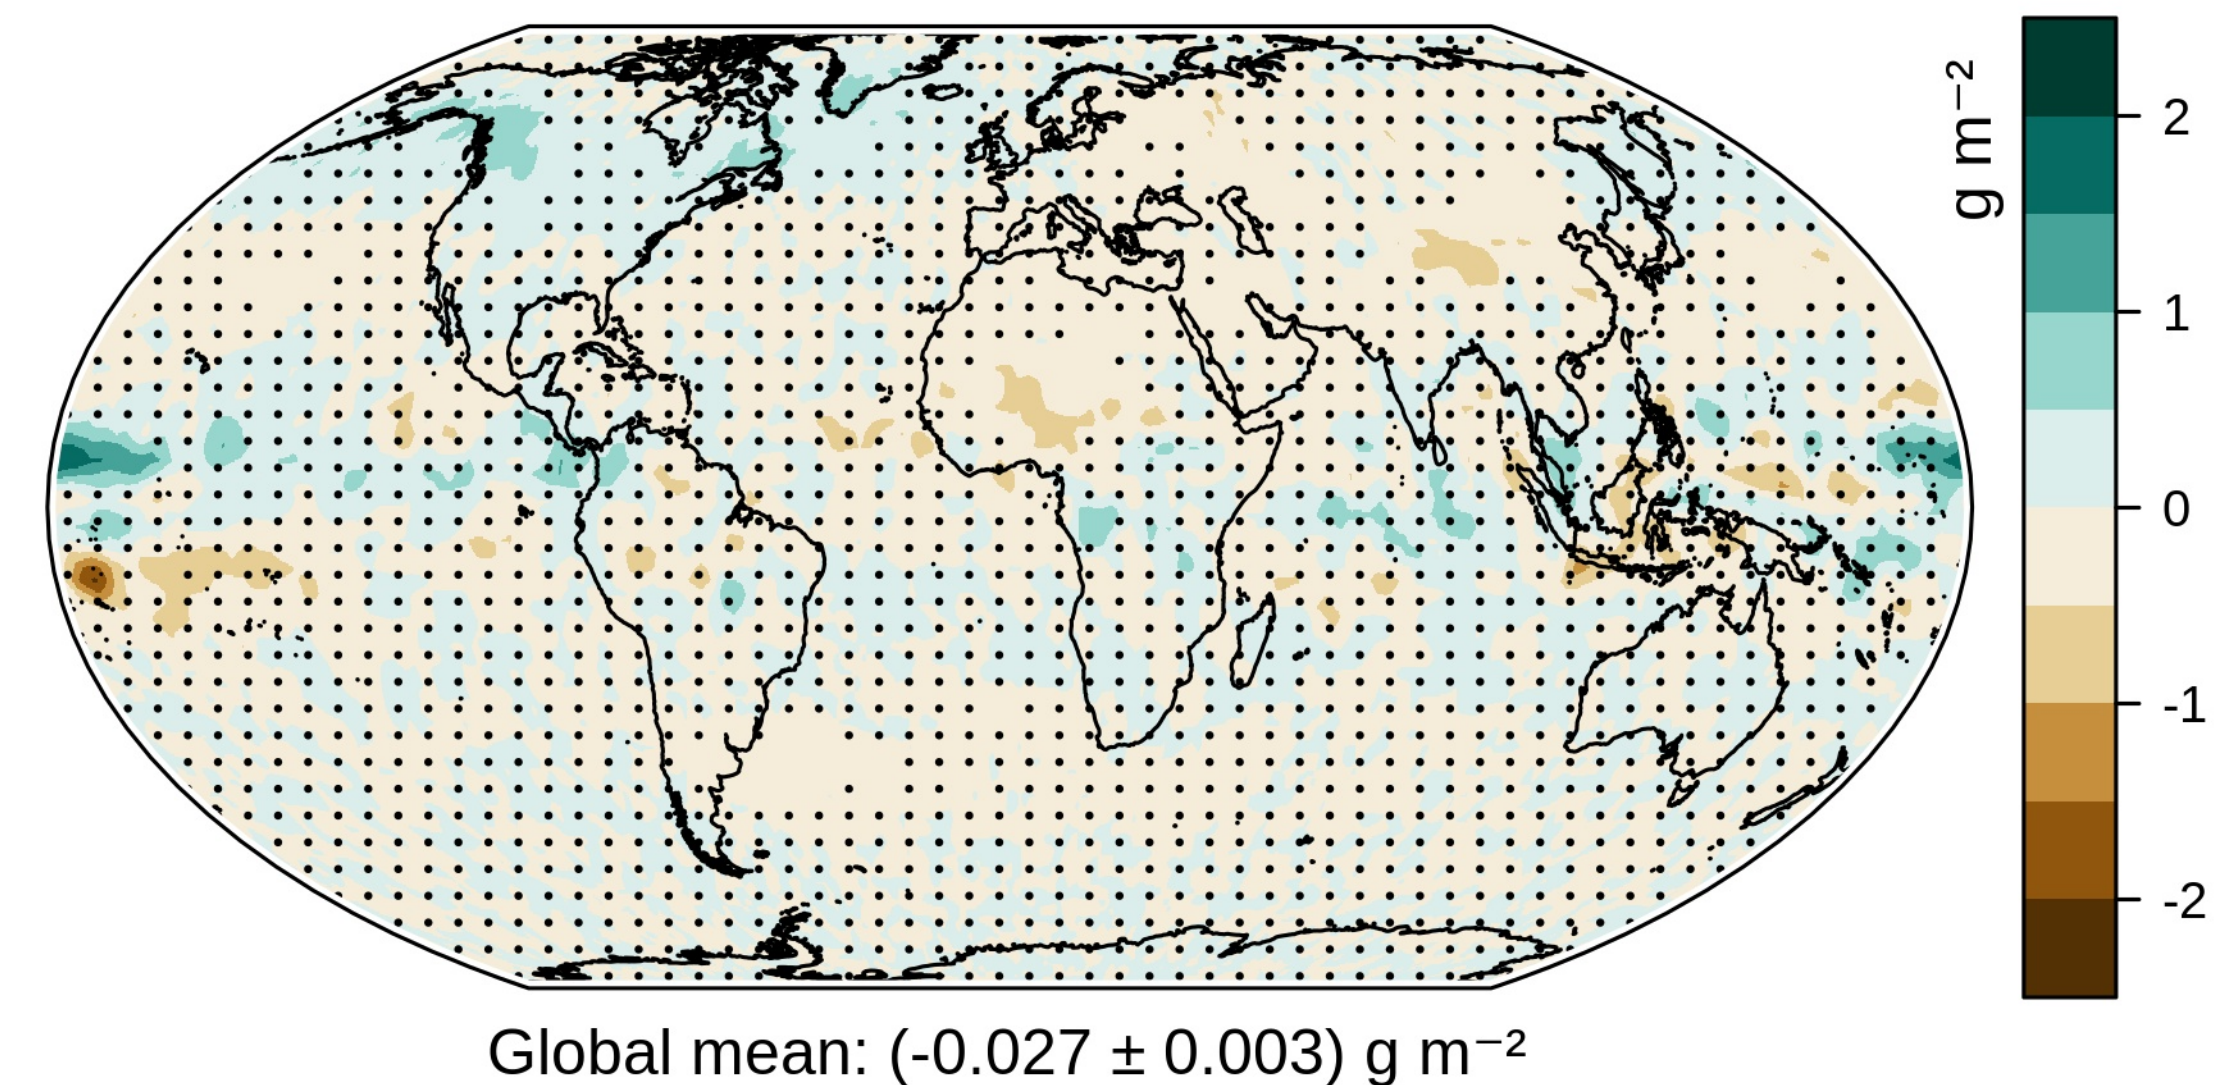 g m⁻²
2
1
0
-1
-2
Global mean: (-0.027 ± 0.003) g m⁻²